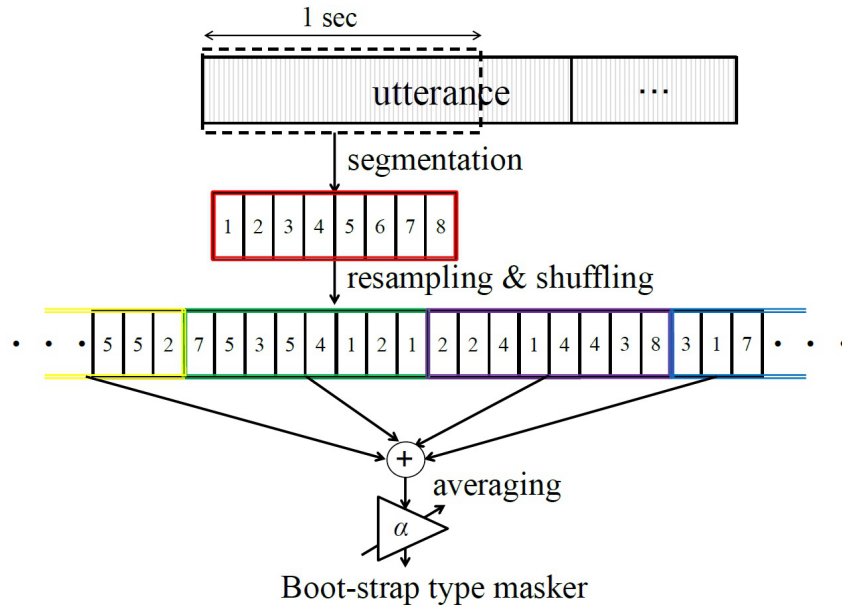 1 sec
utterance ...
segmentation
1 2 3 4 5 6 7 8
resampling & shuffling
• • • 5 5 2 7 5 3 5 4 1 2 1 2 2 4 1 4 4 3 8 3 1 7 • • •
+
averaging
α
Boot-strap type masker